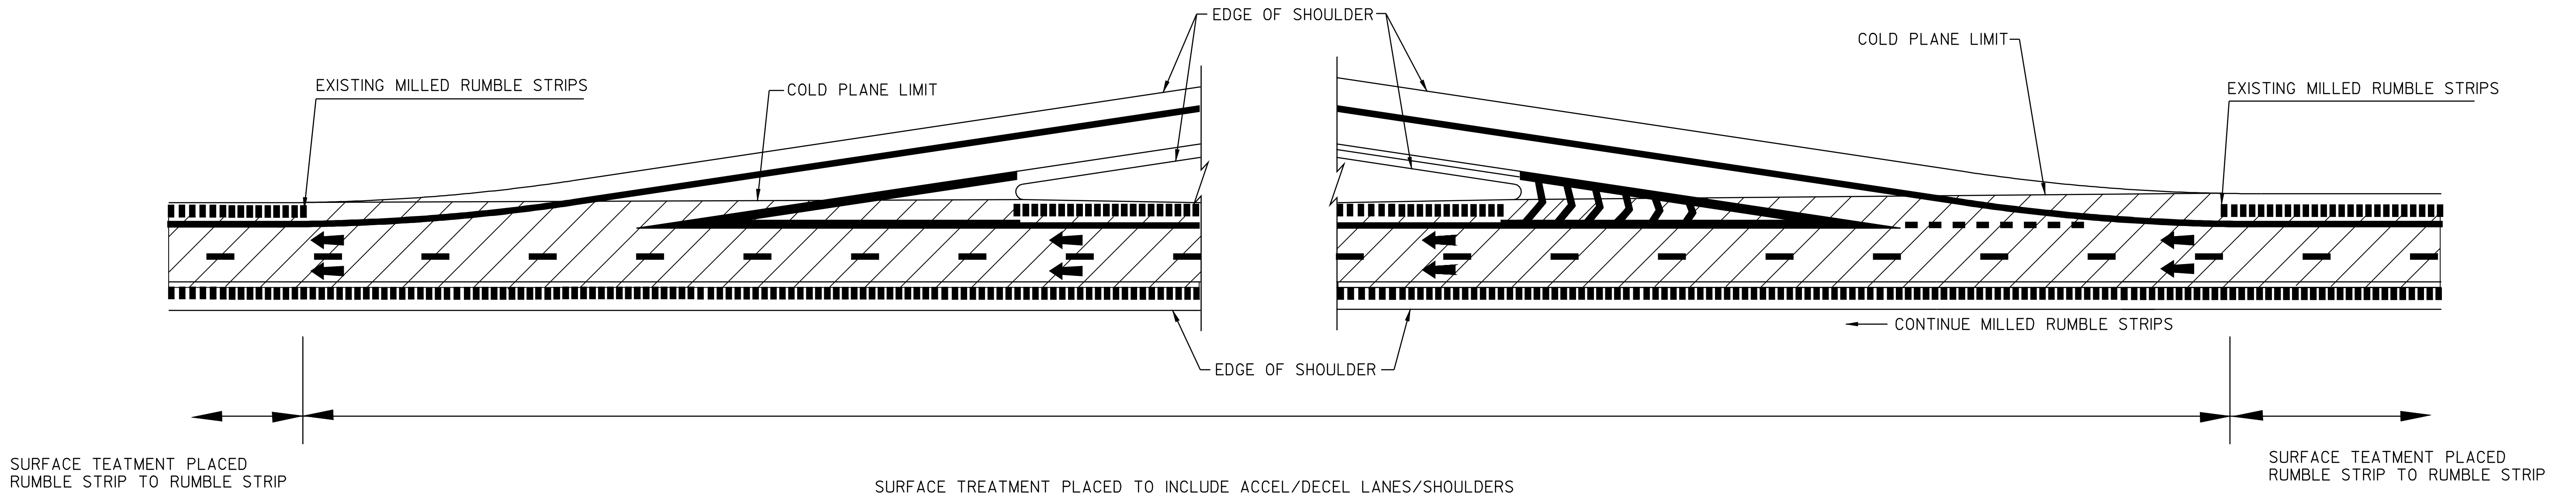 EDGE OF SHOULDER
COLD PLANE LIMIT
EXISTING MILLED RUMBLE STRIPS
COLD PLANE LIMIT
EXISTING MILLED RUMBLE STRIPS
CONTINUE MILLED RUMBLE STRIPS
EDGE OF SHOULDER
SURFACE TEATMENT PLACED
RUMBLE STRIP TO RUMBLE STRIP
SURFACE TREATMENT PLACED TO INCLUDE ACCEL/DECEL LANES/SHOULDERS
SURFACE TEATMENT PLACED
RUMBLE STRIP TO RUMBLE STRIP